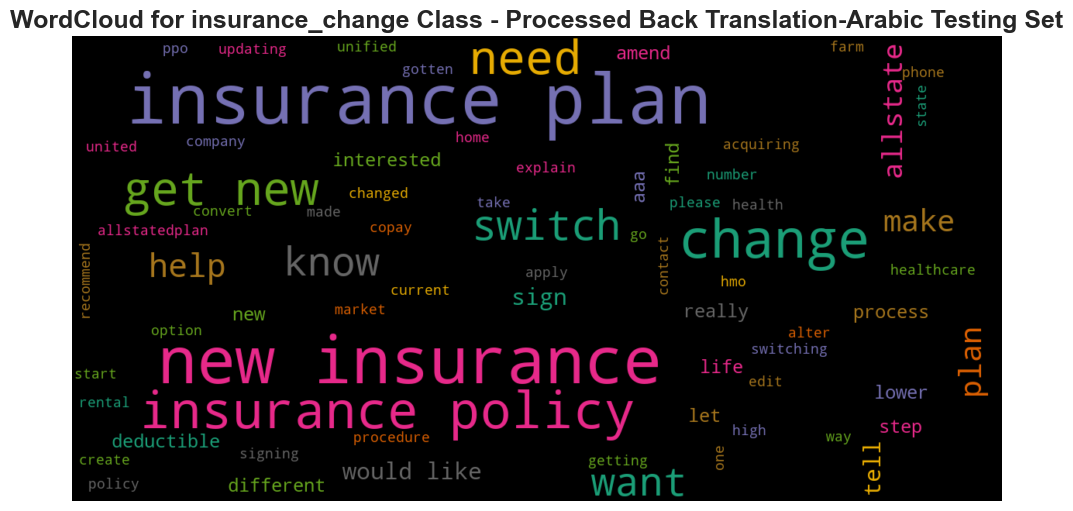 WordCloud for insurance_change Class - Processed Back Translation-Arabic Testing Set
ppo
updating
unified
need
amend
farm
gotten
allstate
phone
insurance plan
state
united
company
home
interested
explain
find
acquiring
get new
convert
changed
made
take
aaa
number
please
health
allstatedplan
copay
switch
go
change
make
recommend
help
know
apply
contact
hmo
healthcare
current
sign
new
market
really
process
option
new insurance
alter
switching
plan
start
life
edit
rental
insurance policy
let
lower
deductible
procedure
high
way
step
create
signing
would like
getting
one
tell
policy
different
want